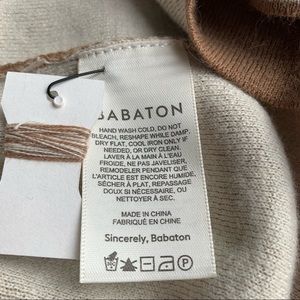 BABATON
HAND WASH COLD, DO NOT
BLEACH, RESHAPE WHILE DAMP,
DRY FLAT, COOL IRON ONLY IF
NEEDED, OR DRY CLEAN.
LAVER À LA MAIN À L'EAU
FROIDE, NE PAS JAVELISER,
REMODELER PENDANT QUE
L'ARTICLE EST ENCORE HUMIDE,
SÉCHER À PLAT, REPASSAGE
DOUX SI NÉCESSAIRE, OU
NETTOYAGE À SEC.
MADE IN CHINA
FABRIQUÉ EN CHINE
Sincerely, Babaton
P